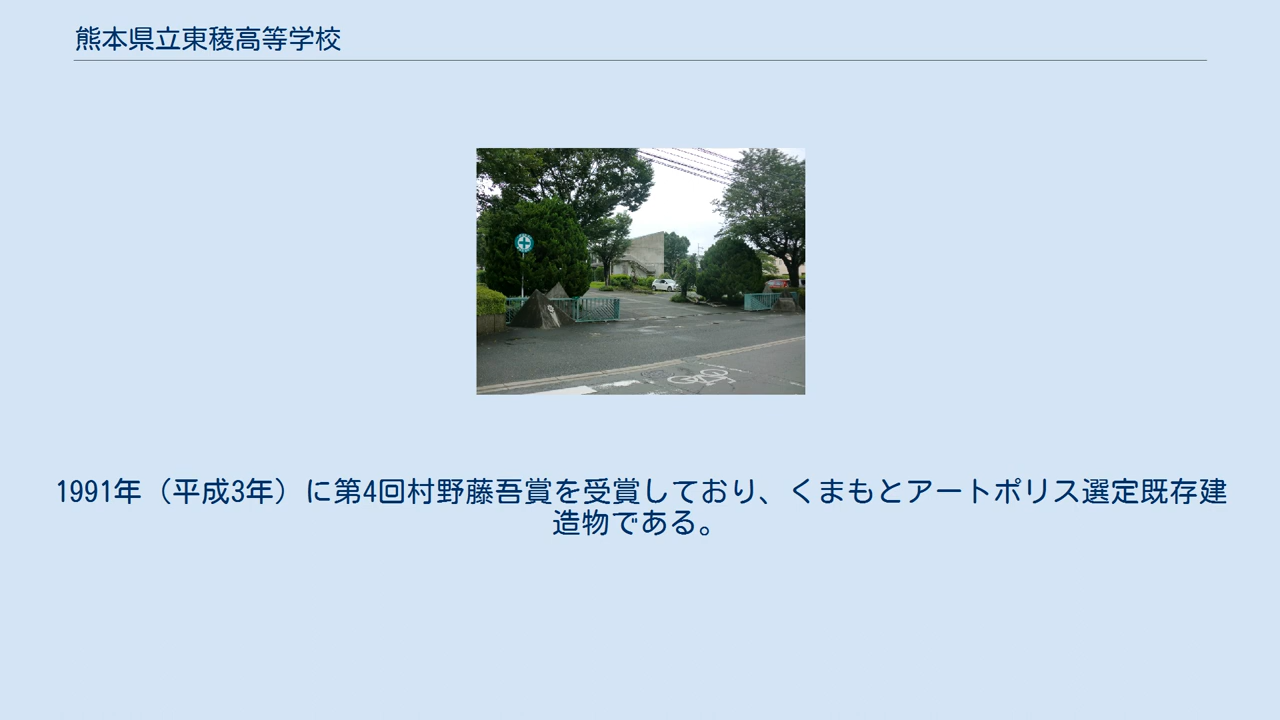 熊本県立東稜高等学校
1991年（平成3年）に第4回村野藤吾賞を受賞しており、くまもとアートポリス選定既存建
造物である。